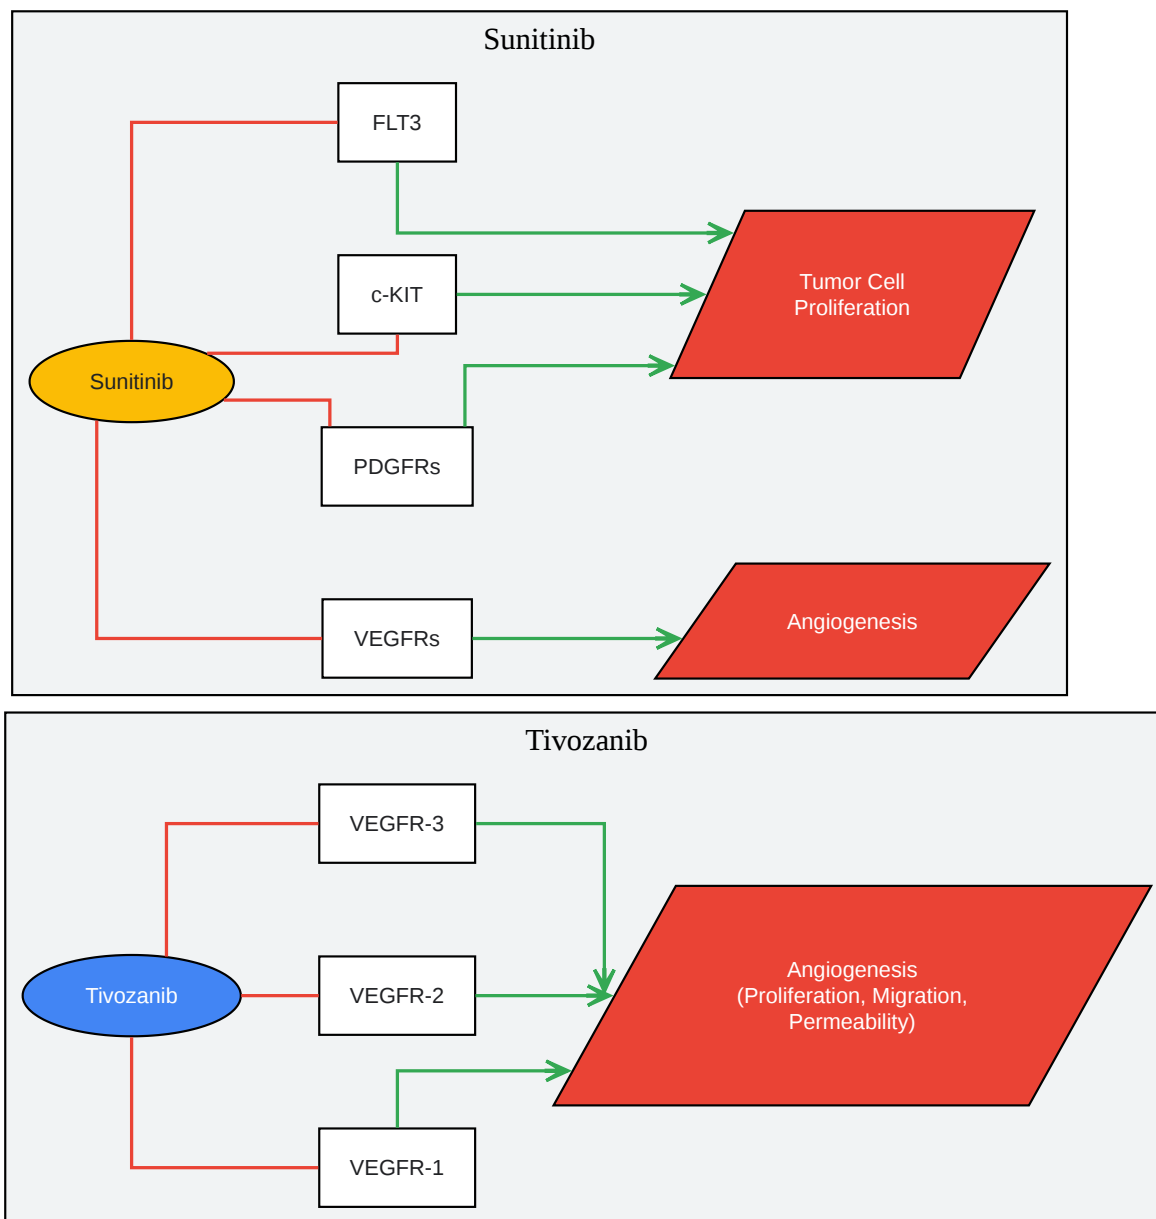 Sunitinib
FLT3
c-KIT
Tumor Cell
Proliferation
Sunitinib
PDGFRs
VEGFRs
Angiogenesis
Tivozanib
VEGFR-3
Tivozanib
VEGFR-2
Angiogenesis
(Proliferation, Migration,
Permeability)
VEGFR-1